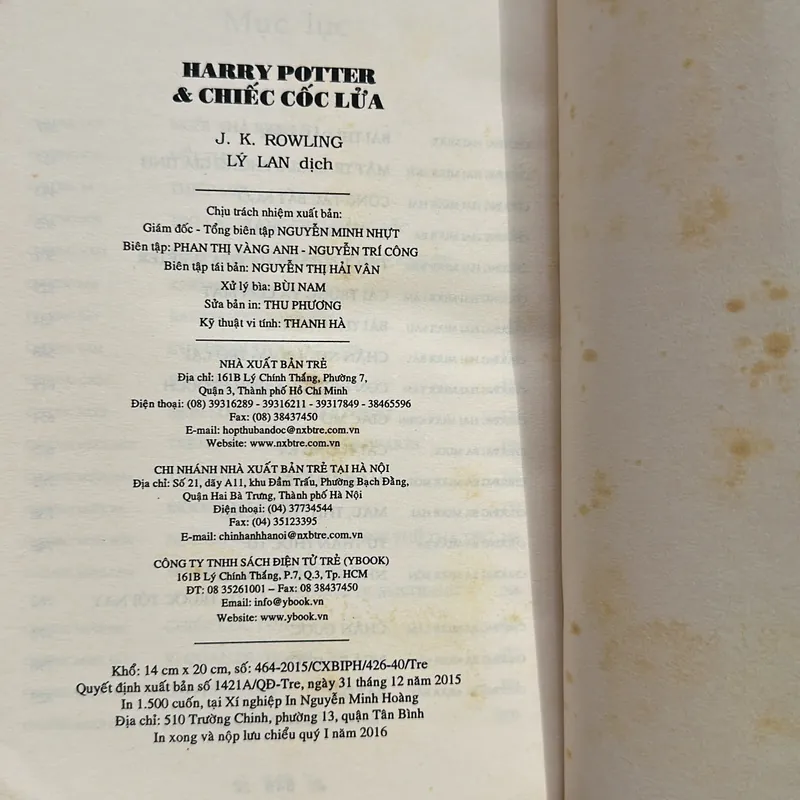 Mục lục
HARRY POTTER
& CHIẾC CỐC LỬA
J. K. ROWLING
LÝ LAN dịch
Chịu trách nhiệm xuất bản:
Giám đốc - Tổng biên tập NGUYỄN MINH NHỰT
Biên tập: PHAN THỊ VÀNG ANH - NGUYỄN TRÍ CÔNG
Biên tập tái bản: NGUYỄN THỊ HẢI VÂN
Xử lý bìa: BÙI NAM
Sửa bản in: THU PHƯƠNG
Kỹ thuật vi tính: THANH HÀ
NHÀ XUẤT BẢN TRẺ
Địa chỉ: 161B Lý Chính Thắng, Phường 7,
Quận 3, Thành phố Hồ Chí Minh
Điện thoại: (08) 39316289 - 39316211 - 39317849 - 38465596
Fax: (08) 38437450
E-mail: hopthubandoc@nxbtre.com.vn
Website: www.nxbtre.com.vn
CHI NHÁNH NHÀ XUẤT BẢN TRẺ TẠI HÀ NỘI
Địa chỉ: Số 21, dãy A11, khu Đầm Trấu, Phường Bạch Đằng,
Quận Hai Bà Trưng, Thành phố Hà Nội
Điện thoại: (04) 37734544
Fax: (04) 35123395
E-mail: chinhanhhanoi@nxbtre.com.vn
CÔNG TY TNHH SÁCH ĐIỆN TỬ TRẺ (YBOOK)
161B Lý Chính Thắng, P.7, Q.3, Tp. HCM
ĐT: 08 35261001 – Fax: 08 38437450
Email: info@ybook.vn
Website: www.ybook.vn
Khổ: 14 cm x 20 cm, số: 464-2015/CXBIPH/426-40/Tre
Quyết định xuất bản số 1421A/QĐ-Tre, ngày 31 tháng 12 năm 2015
In 1.500 cuốn, tại Xí nghiệp In Nguyễn Minh Hoàng
Địa chỉ: 510 Trường Chinh, phường 13, quận Tân Bình
In xong và nộp lưu chiểu quý I năm 2016